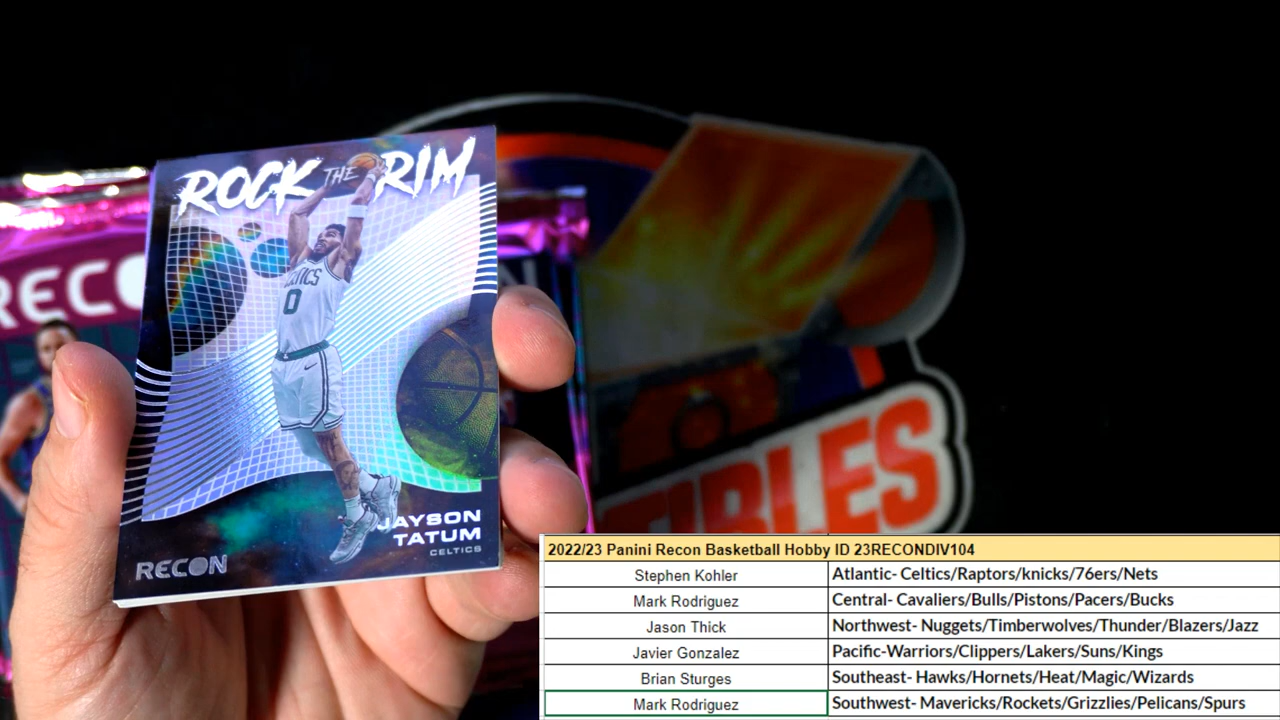 ROCK THE RIM
CELTICS
0
JAYSON
TATUM
CELTICS
RECON
RECO
TIBLES
2022/23 Panini Recon Basketball Hobby ID 23RECONDIV104
Stephen Kohler Atlantic- Celtics/Raptors/knicks/76ers/Nets
Mark Rodriguez Central- Cavaliers/Bulls/Pistons/Pacers/Bucks
Jason Thick Northwest- Nuggets/Timberwolves/Thunder/Blazers/Jazz
Javier Gonzalez Pacific-Warriors/Clippers/Lakers/Suns/Kings
Brian Sturges Southeast- Hawks/Hornets/Heat/Magic/Wizards
Mark Rodriguez Southwest- Mavericks/Rockets/Grizzlies/Pelicans/Spurs